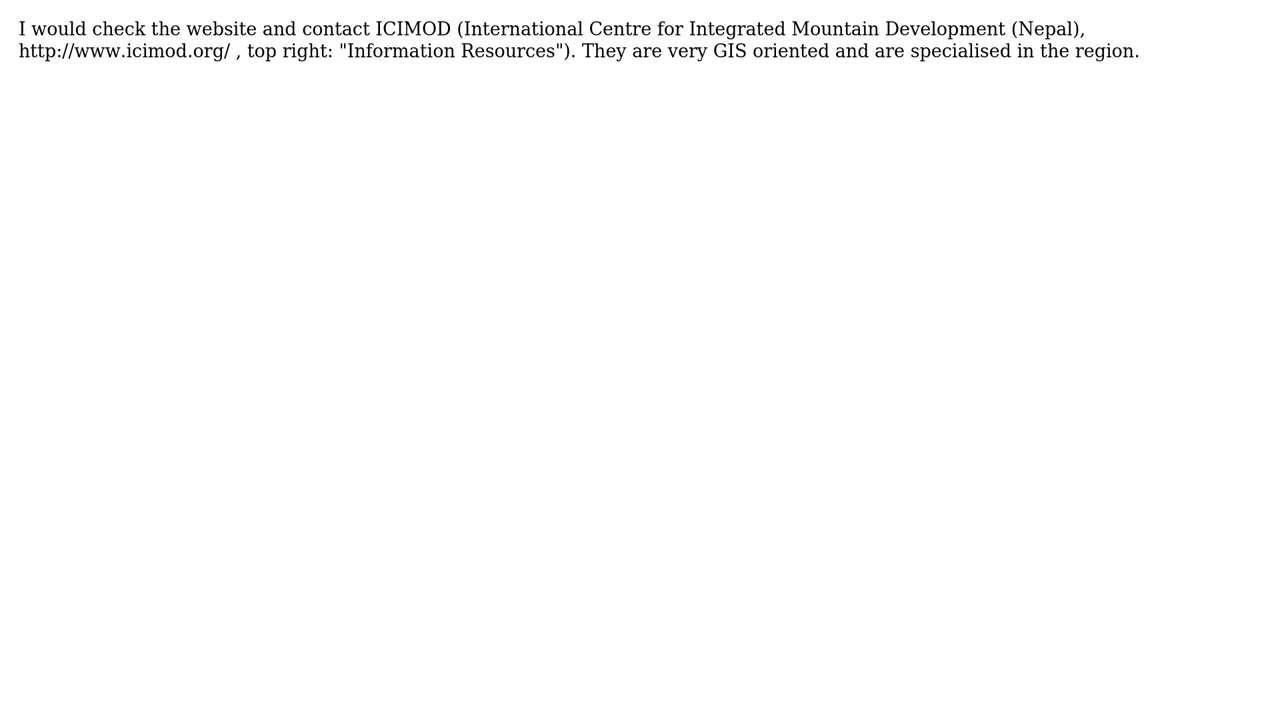 I would check the website and contact ICIMOD (International Centre for Integrated Mountain Development (Nepal),
http://www.icimod.org/ , top right: "Information Resources"). They are very GIS oriented and are specialised in the region.